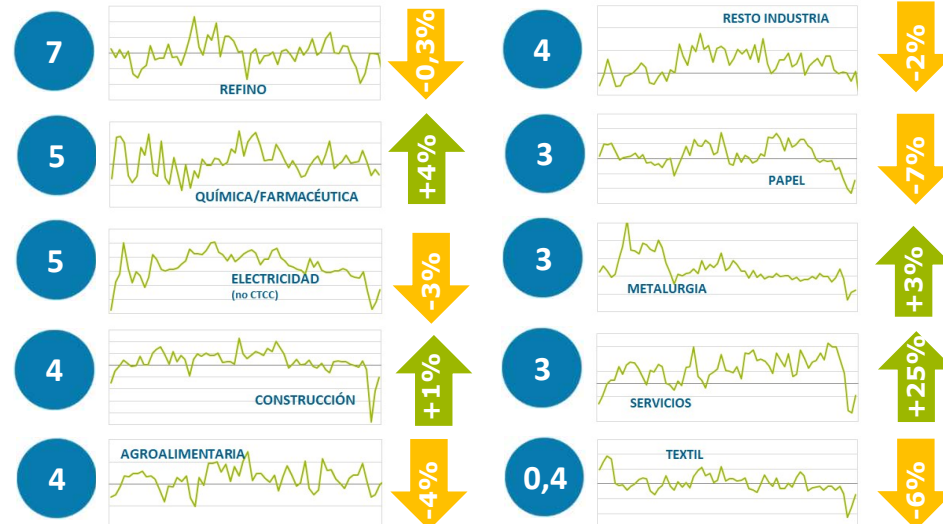 7
REFINO
-0,3%
5
QUÍMICA/FARMACÉUTICA
+4%
5
ELECTRICIDAD
(no CTCC)
-3%
4
CONSTRUCCIÓN
+1%
4
AGROALIMENTARIA
-4%
4
RESTO INDUSTRIA
-2%
3
PAPEL
-7%
3
METALURGIA
+3%
3
SERVICIOS
+25%
0,4
TEXTIL
-6%